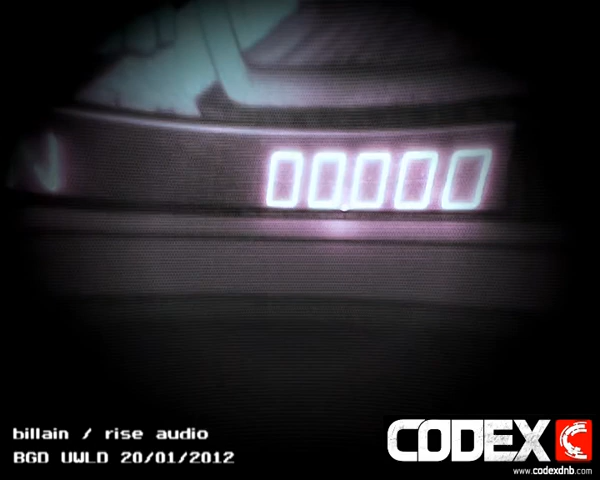 N
00.000
billain / rise audio
BGD UWLD 20/01/2012
CODEX
www.codexdnb.com